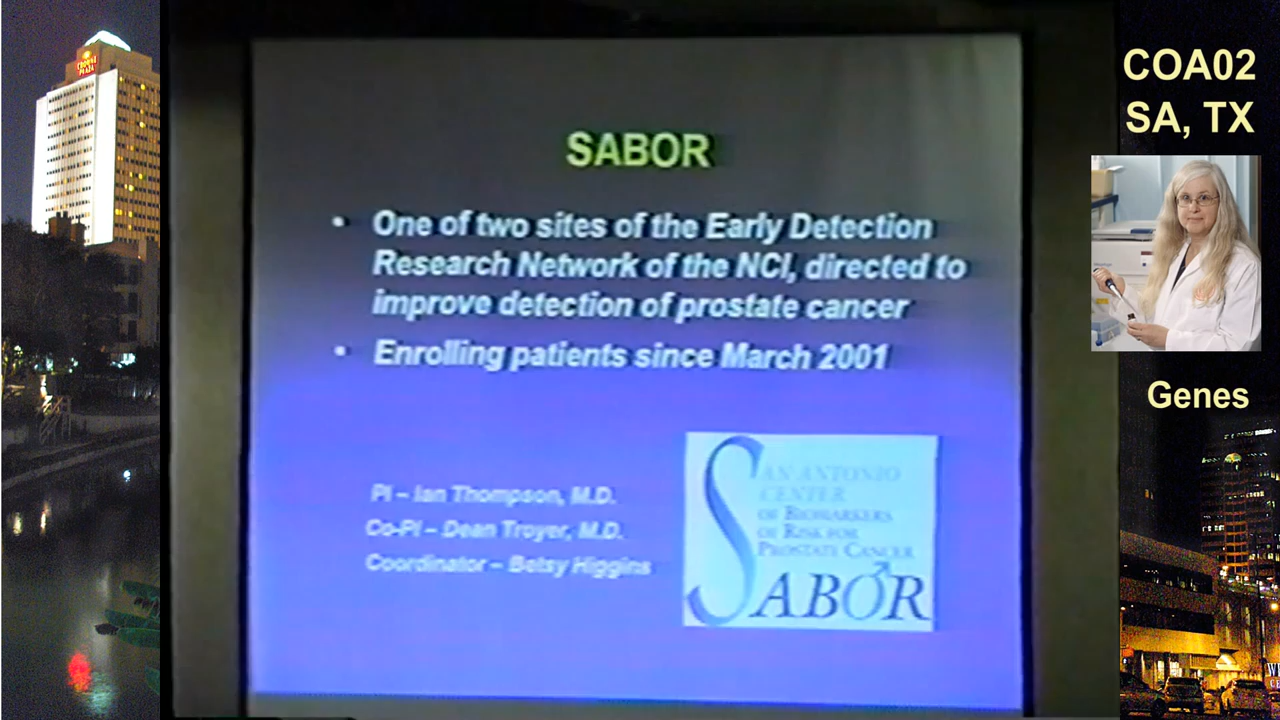 SABOR
• One of two sites of the Early Detection
Research Network of the NCI, directed to
improve detection of prostate cancer
• Enrolling patients since March 2001
PI – Ian Thompson, M.D.
Co-PI – Dean Troyer, M.D.
Coordinator – Betsy Higgins
SAN ANTONIO
CENTER
OF BIOMARKERS
OF RISK FOR
PROSTATE CANCER
SABOR
COA02
SA, TX
Genes
CROWNE
PLAZA